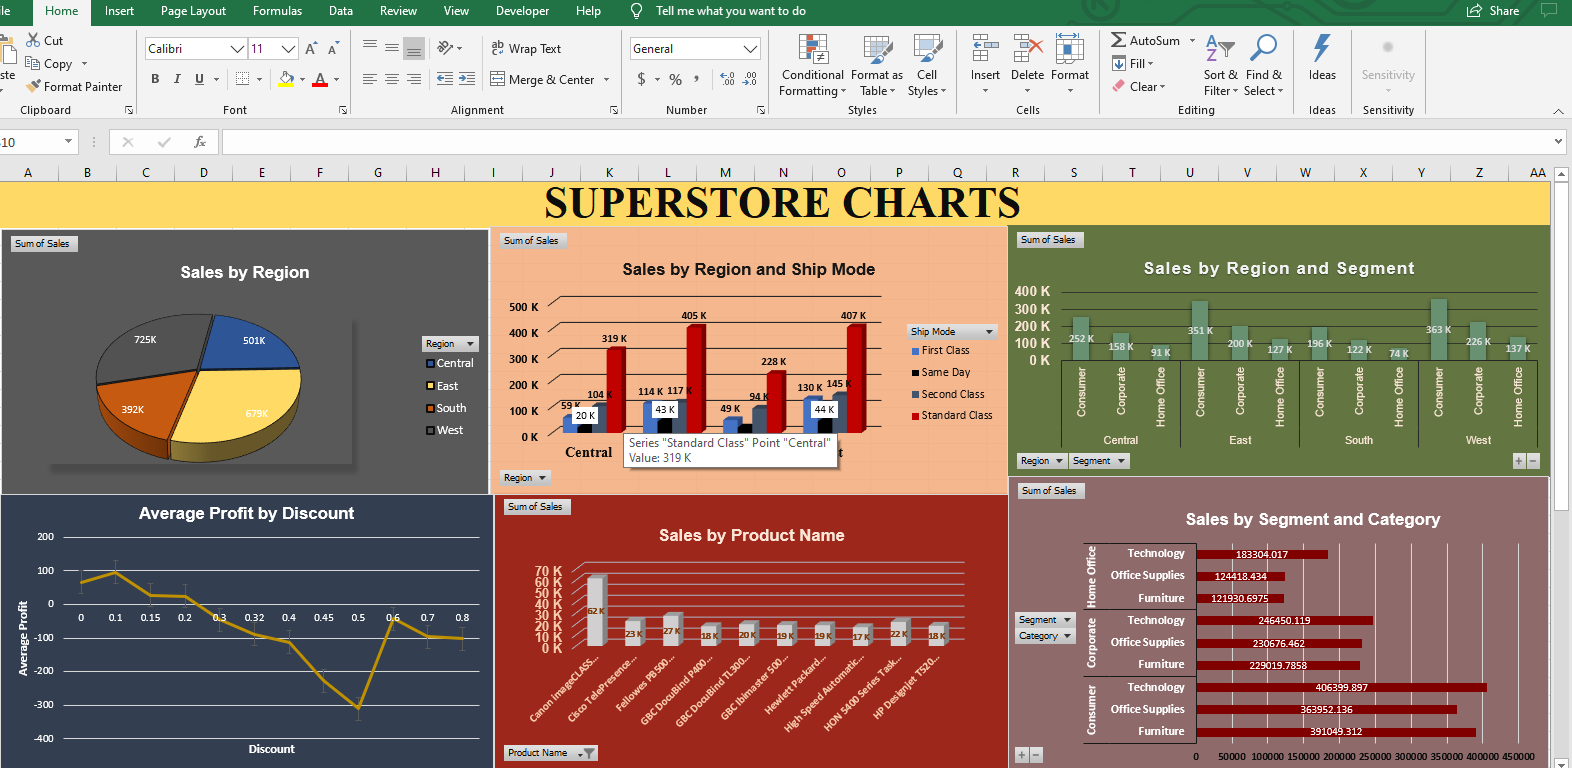 Home Insert Page Layout Formulas Data Review View Developer Help Tell me what you want to do Share
Cut
Copy
Format Painter
Clipboard
Calibri 11
B I U
Font
Wrap Text
Merge & Center
Alignment
General
$ % ,
Number
Conditional Formatting
Format as Table
Cell Styles
Styles
Insert Delete Format
Cells
AutoSum
Fill
Clear
Sort & Filter
Find & Select
Editing
Ideas
Ideas
Sensitivity
Sensitivity
fx
A B C D E F G H I J K L M N O P Q R S T U V W X Y Z AA
SUPERSTORE CHARTS
Sum of Sales
Sales by Region
725K 501K
392K 679K
Region
Central
East
South
West
Sum of Sales
Sales by Region and Ship Mode
500 K
400 K
300 K
200 K
100 K
0 K
59 K 20 K 104 K 319 K
114 K 43 K 117 K 405 K
49 K 94 K 228 K
130 K 44 K 145 K 407 K
Central
Series "Standard Class" Point "Central"
Value: 319 K
Ship Mode
First Class
Same Day
Second Class
Standard Class
Region
Sum of Sales
Sales by Region and Segment
400 K
300 K
200 K
100 K
0 K
252 K 158 K 91 K 351 K 200 K 127 K 196 K 122 K 74 K 363 K 226 K 137 K
Consumer Corporate Home Office Consumer Corporate Home Office Consumer Corporate Home Office Consumer Corporate Home Office
Central East South West
Region Segment
Average Profit by Discount
Average Profit
200
100
0
-100
-200
-300
-400
0 0.1 0.15 0.2 0.3 0.32 0.4 0.45 0.5 0.6 0.7 0.8
Discount
Sum of Sales
Sales by Product Name
70 K
60 K
50 K
40 K
30 K
20 K
10 K
0 K
62 K 23 K 27 K 18 K 20 K 19 K 19 K 17 K 22 K 18 K
Canon imageCLASS...
Cisco TelePresence...
Fellowes PB500...
GBC DocuBind P400...
GBC DocuBind TL300...
GBC Ibimaster 500...
Hewlett Packard...
High Speed Automatic...
HON 5400 Series Task...
HP Designjet T520...
Product Name
Sum of Sales
Sales by Segment and Category
Segment
Category
Home Office
Technology 183304.017
Office Supplies 124418.434
Furniture 121930.6975
Corporate
Technology 246450.119
Office Supplies 230676.462
Furniture 229019.7858
Consumer
Technology 406399.897
Office Supplies 363952.136
Furniture 391049.312
0 50000 100000 150000 200000 250000 300000 350000 400000 450000